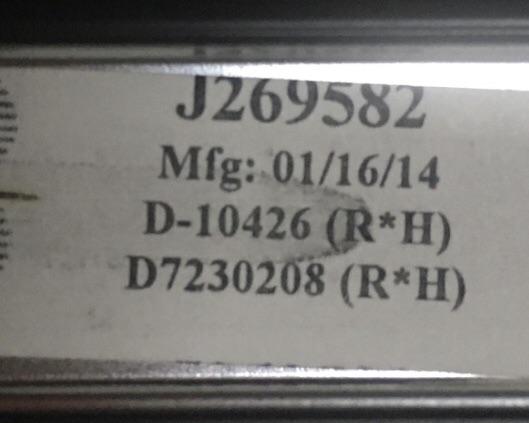 J269582
Mfg: 01/16/14
D-10426 (R*H)
D7230208 (R*H)